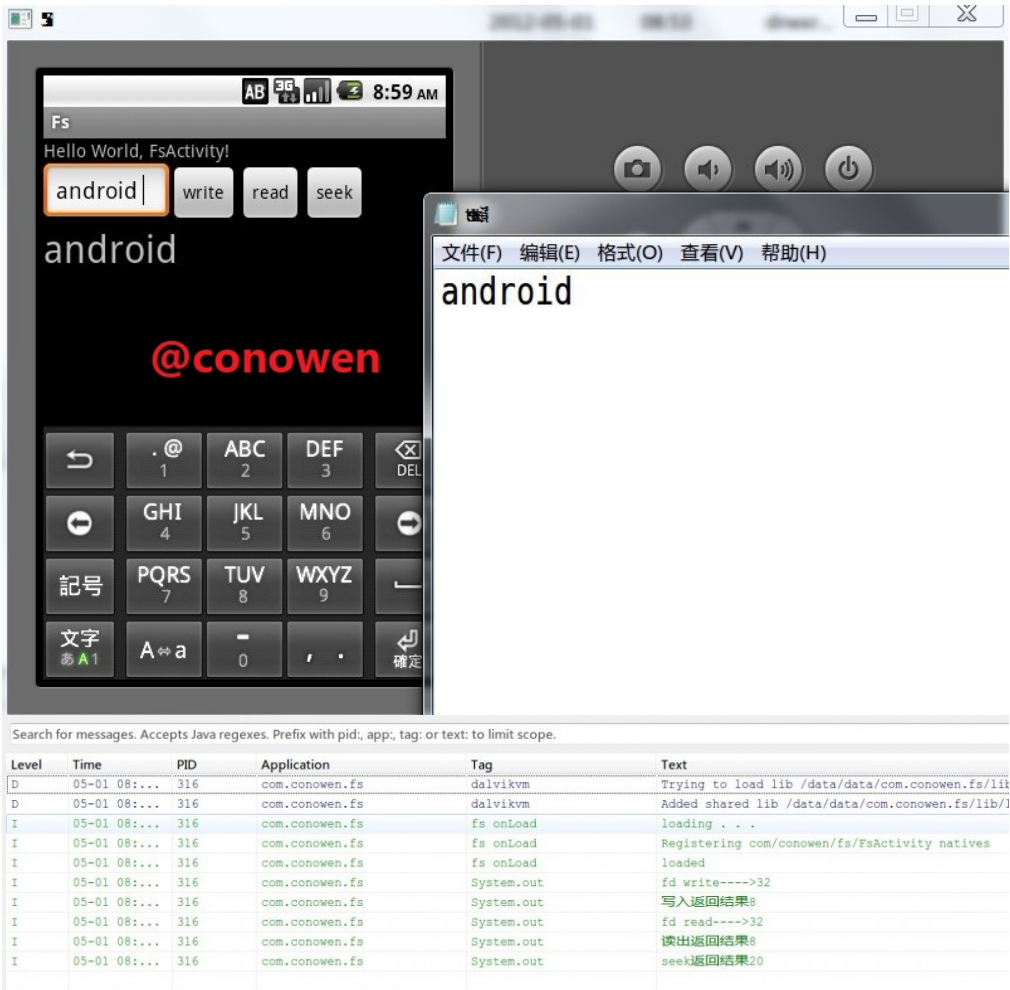 AB 3G 8:59 AM
Fs
Hello World, FsActivity!
android write read seek
android
@conowen
文件(F) 编辑(E) 格式(O) 查看(V) 帮助(H)
android
. @ ABC DEF DEL
1 2 3
GHI JKL MNO
4 5 6
記号 PQRS TUV WXYZ
7 8 9
文字 A⇔a - , . 確定
あA1 0
Search for messages. Accepts Java regexes. Prefix with pid:, app:, tag: or text: to limit scope.
Level Time PID Application Tag Text
D 05-01 08:... 316 com.conowen.fs dalvikvm Trying to load lib /data/data/com.conowen.fs/lib
D 05-01 08:... 316 com.conowen.fs dalvikvm Added shared lib /data/data/com.conowen.fs/lib/
I 05-01 08:... 316 com.conowen.fs fs onLoad loading . . .
I 05-01 08:... 316 com.conowen.fs fs onLoad Registering com/conowen/fs/FsActivity natives
I 05-01 08:... 316 com.conowen.fs fs onLoad loaded
I 05-01 08:... 316 com.conowen.fs System.out fd write---->32
I 05-01 08:... 316 com.conowen.fs System.out 写入返回结果8
I 05-01 08:... 316 com.conowen.fs System.out fd read---->32
I 05-01 08:... 316 com.conowen.fs System.out 读出返回结果8
I 05-01 08:... 316 com.conowen.fs System.out seek返回结果20